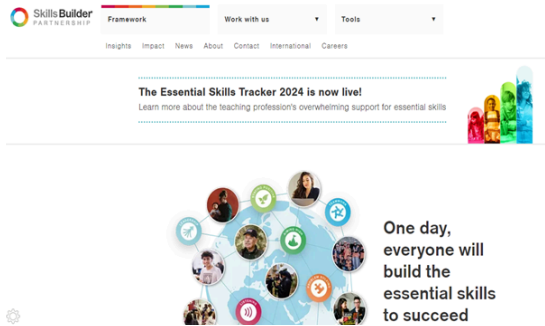 SkillsBuilder
PARTNERSHIP
Framework
Work with us
Tools
Insights Impact News About Contact International Careers
The Essential Skills Tracker 2024 is now live!
Learn more about the teaching profession's overwhelming support for essential skills
One day,
everyone will
build the
essential skills
to succeed